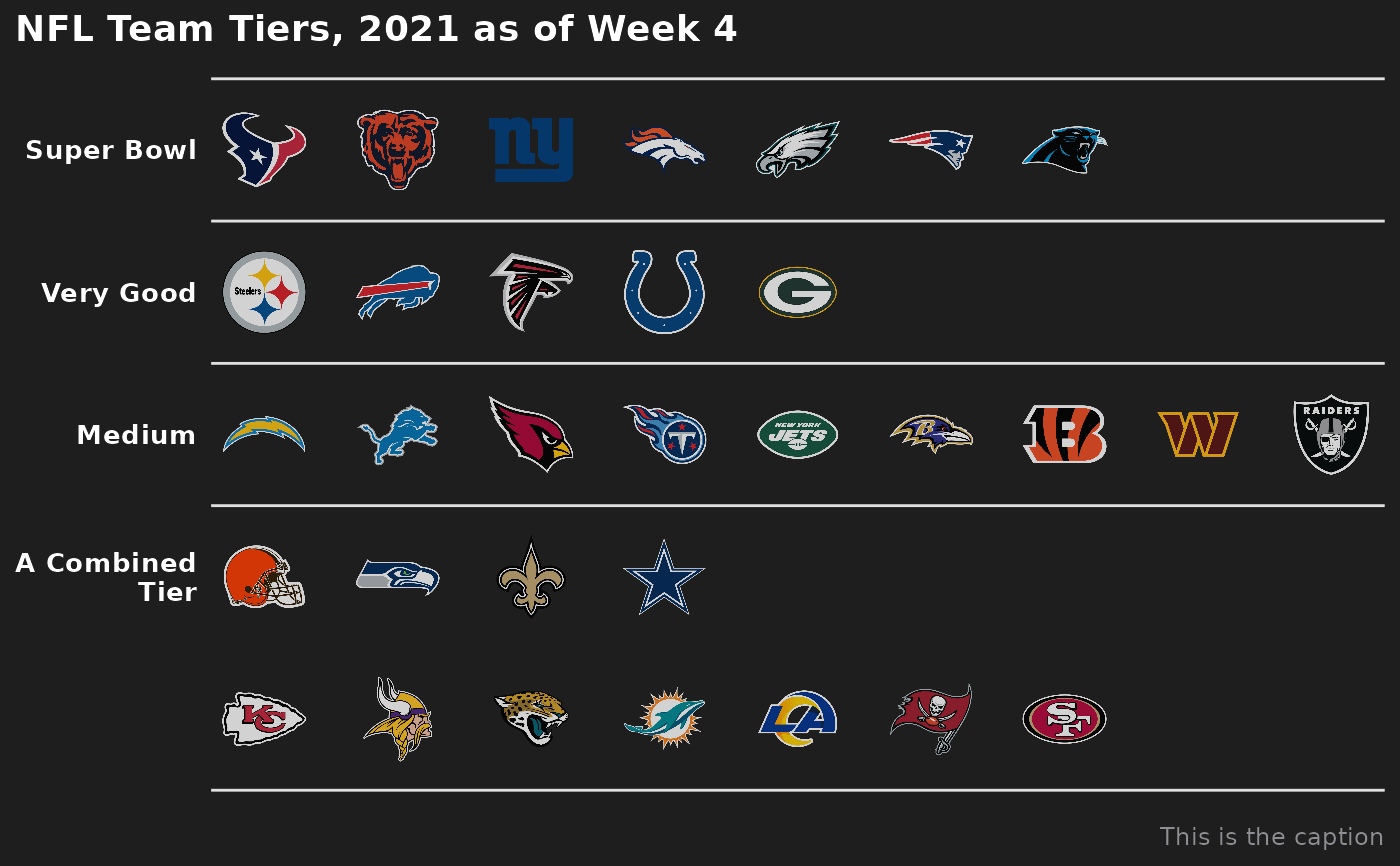 NFL Team Tiers, 2021 as of Week 4
Super Bowl
ny
Very Good
Steelers
G
Medium
T
NEW YORK
JETS
B
B
W
RAIDERS
A Combined
Tier
KC
LA
SF
This is the caption